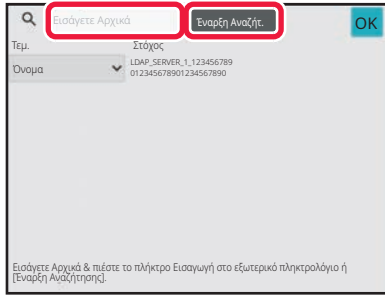 Εισάγετε Αρχικά
Έναρξη Αναζήτ.
OK
Τεμ.
Στόχος
Όνομα
LDAP_SERVER_1_123456789
012345678901234567890
Εισάγετε Αρχικά & πιέστε το πλήκτρο Εισαγωγή στο εξωτερικό πληκτρολόγιο ή
[Έναρξη Αναζήτησης].